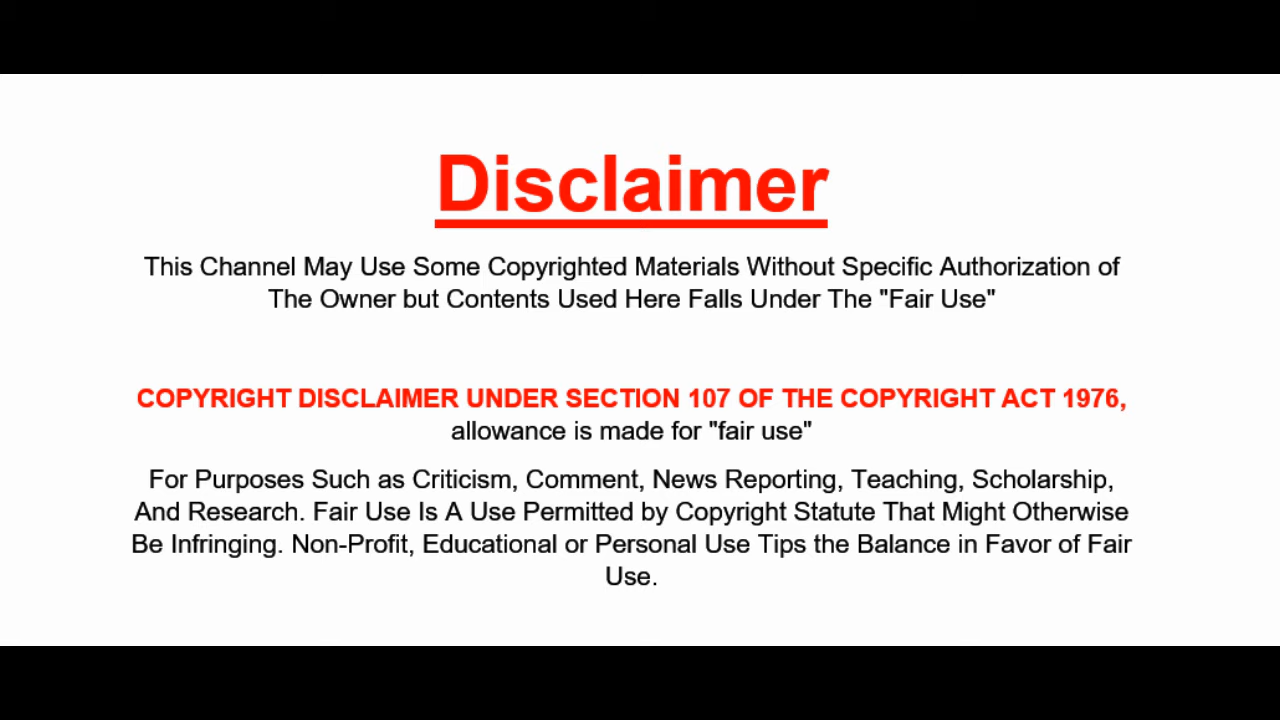 Disclaimer
This Channel May Use Some Copyrighted Materials Without Specific Authorization of
The Owner but Contents Used Here Falls Under The "Fair Use"
COPYRIGHT DISCLAIMER UNDER SECTION 107 OF THE COPYRIGHT ACT 1976,
allowance is made for "fair use"
For Purposes Such as Criticism, Comment, News Reporting, Teaching, Scholarship,
And Research. Fair Use Is A Use Permitted by Copyright Statute That Might Otherwise
Be Infringing. Non-Profit, Educational or Personal Use Tips the Balance in Favor of Fair
Use.